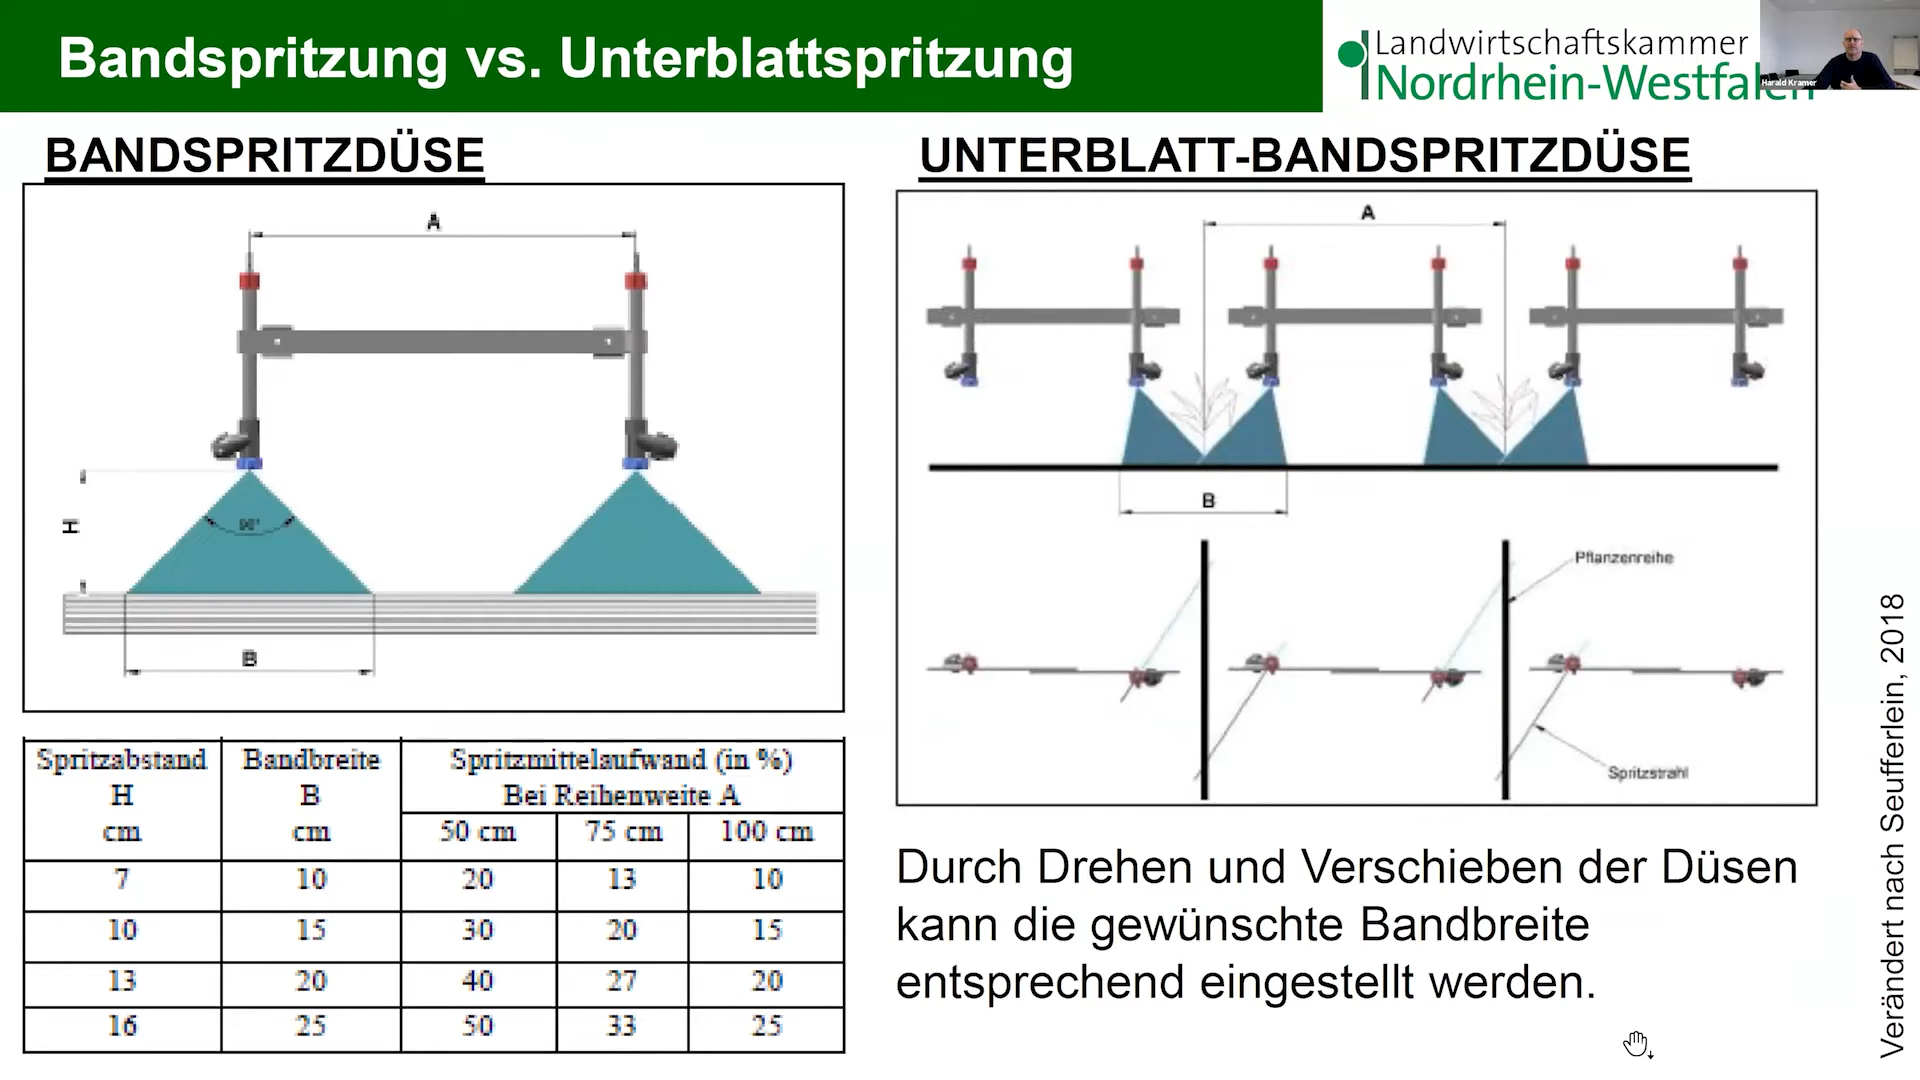 Bandspritzung vs. Unterblattspritzung
Landwirtschaftskammer
Nordrhein-Westfalen
Harald Kramer
BANDSPRITZDÜSE
A
H
90°
B
Spritzabstand Bandbreite Spritzmittelaufwand (in %)
H B Bei Reihenweite A
cm cm 50 cm 75 cm 100 cm
7 10 20 13 10
10 15 30 20 15
13 20 40 27 20
16 25 50 33 25
UNTERBLATT-BANDSPRITZDÜSE
A
B
Pflanzenreihe
Spritzstrahl
Durch Drehen und Verschieben der Düsen
kann die gewünschte Bandbreite
entsprechend eingestellt werden.
Verändert nach Seufferlein, 2018